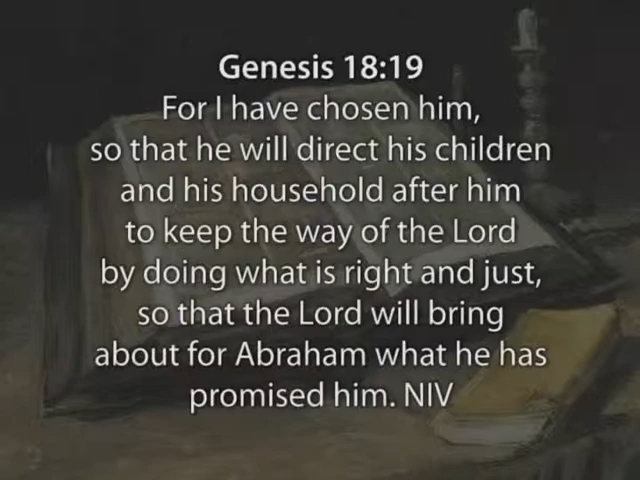 Genesis 18:19
For I have chosen him,
so that he will direct his children
and his household after him
to keep the way of the Lord
by doing what is right and just,
so that the Lord will bring
about for Abraham what he has
promised him. NIV